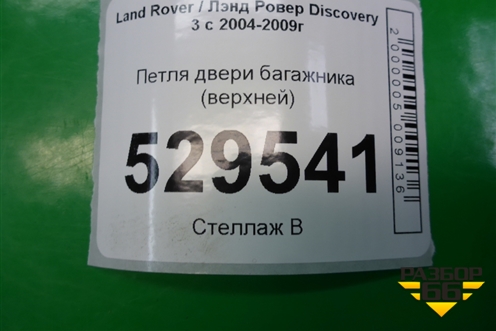 Land Rover / Лэнд Ровер Discovery
3 с 2004-2009г
Петля двери багажника
(верхней)
529541
Стеллаж В
2000005009136
РАЗБОР
66